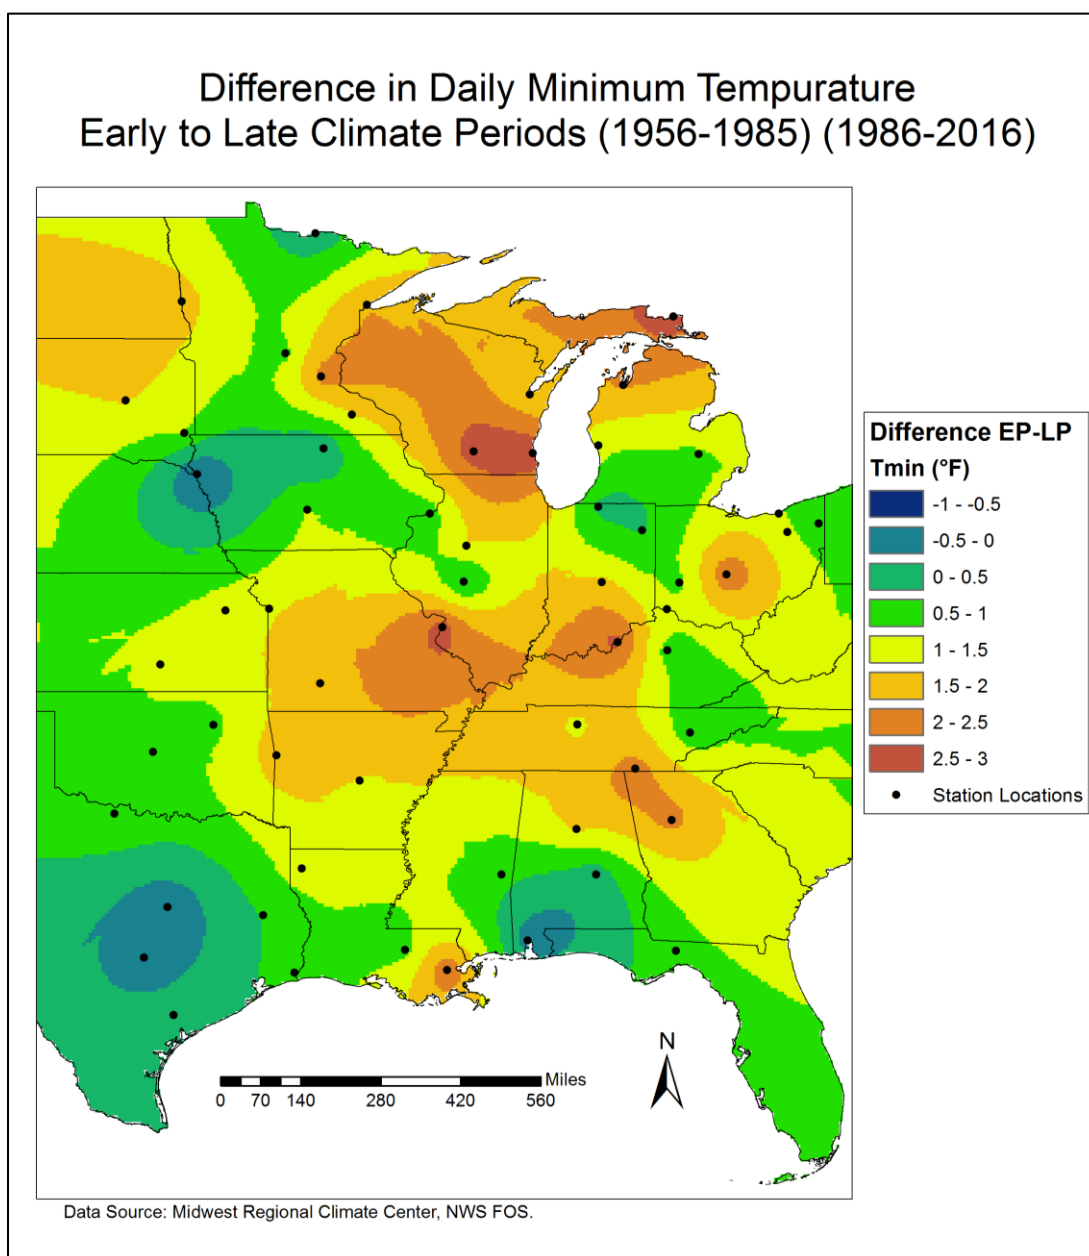 Difference in Daily Minimum Tempurature
Early to Late Climate Periods (1956-1985) (1986-2016)
Difference EP-LP
Tmin (°F)
-1 - -0.5
-0.5 - 0
0 - 0.5
0.5 - 1
1 - 1.5
1.5 - 2
2 - 2.5
2.5 - 3
Station Locations
N
Miles
0 70 140 280 420 560
Data Source: Midwest Regional Climate Center, NWS FOS.